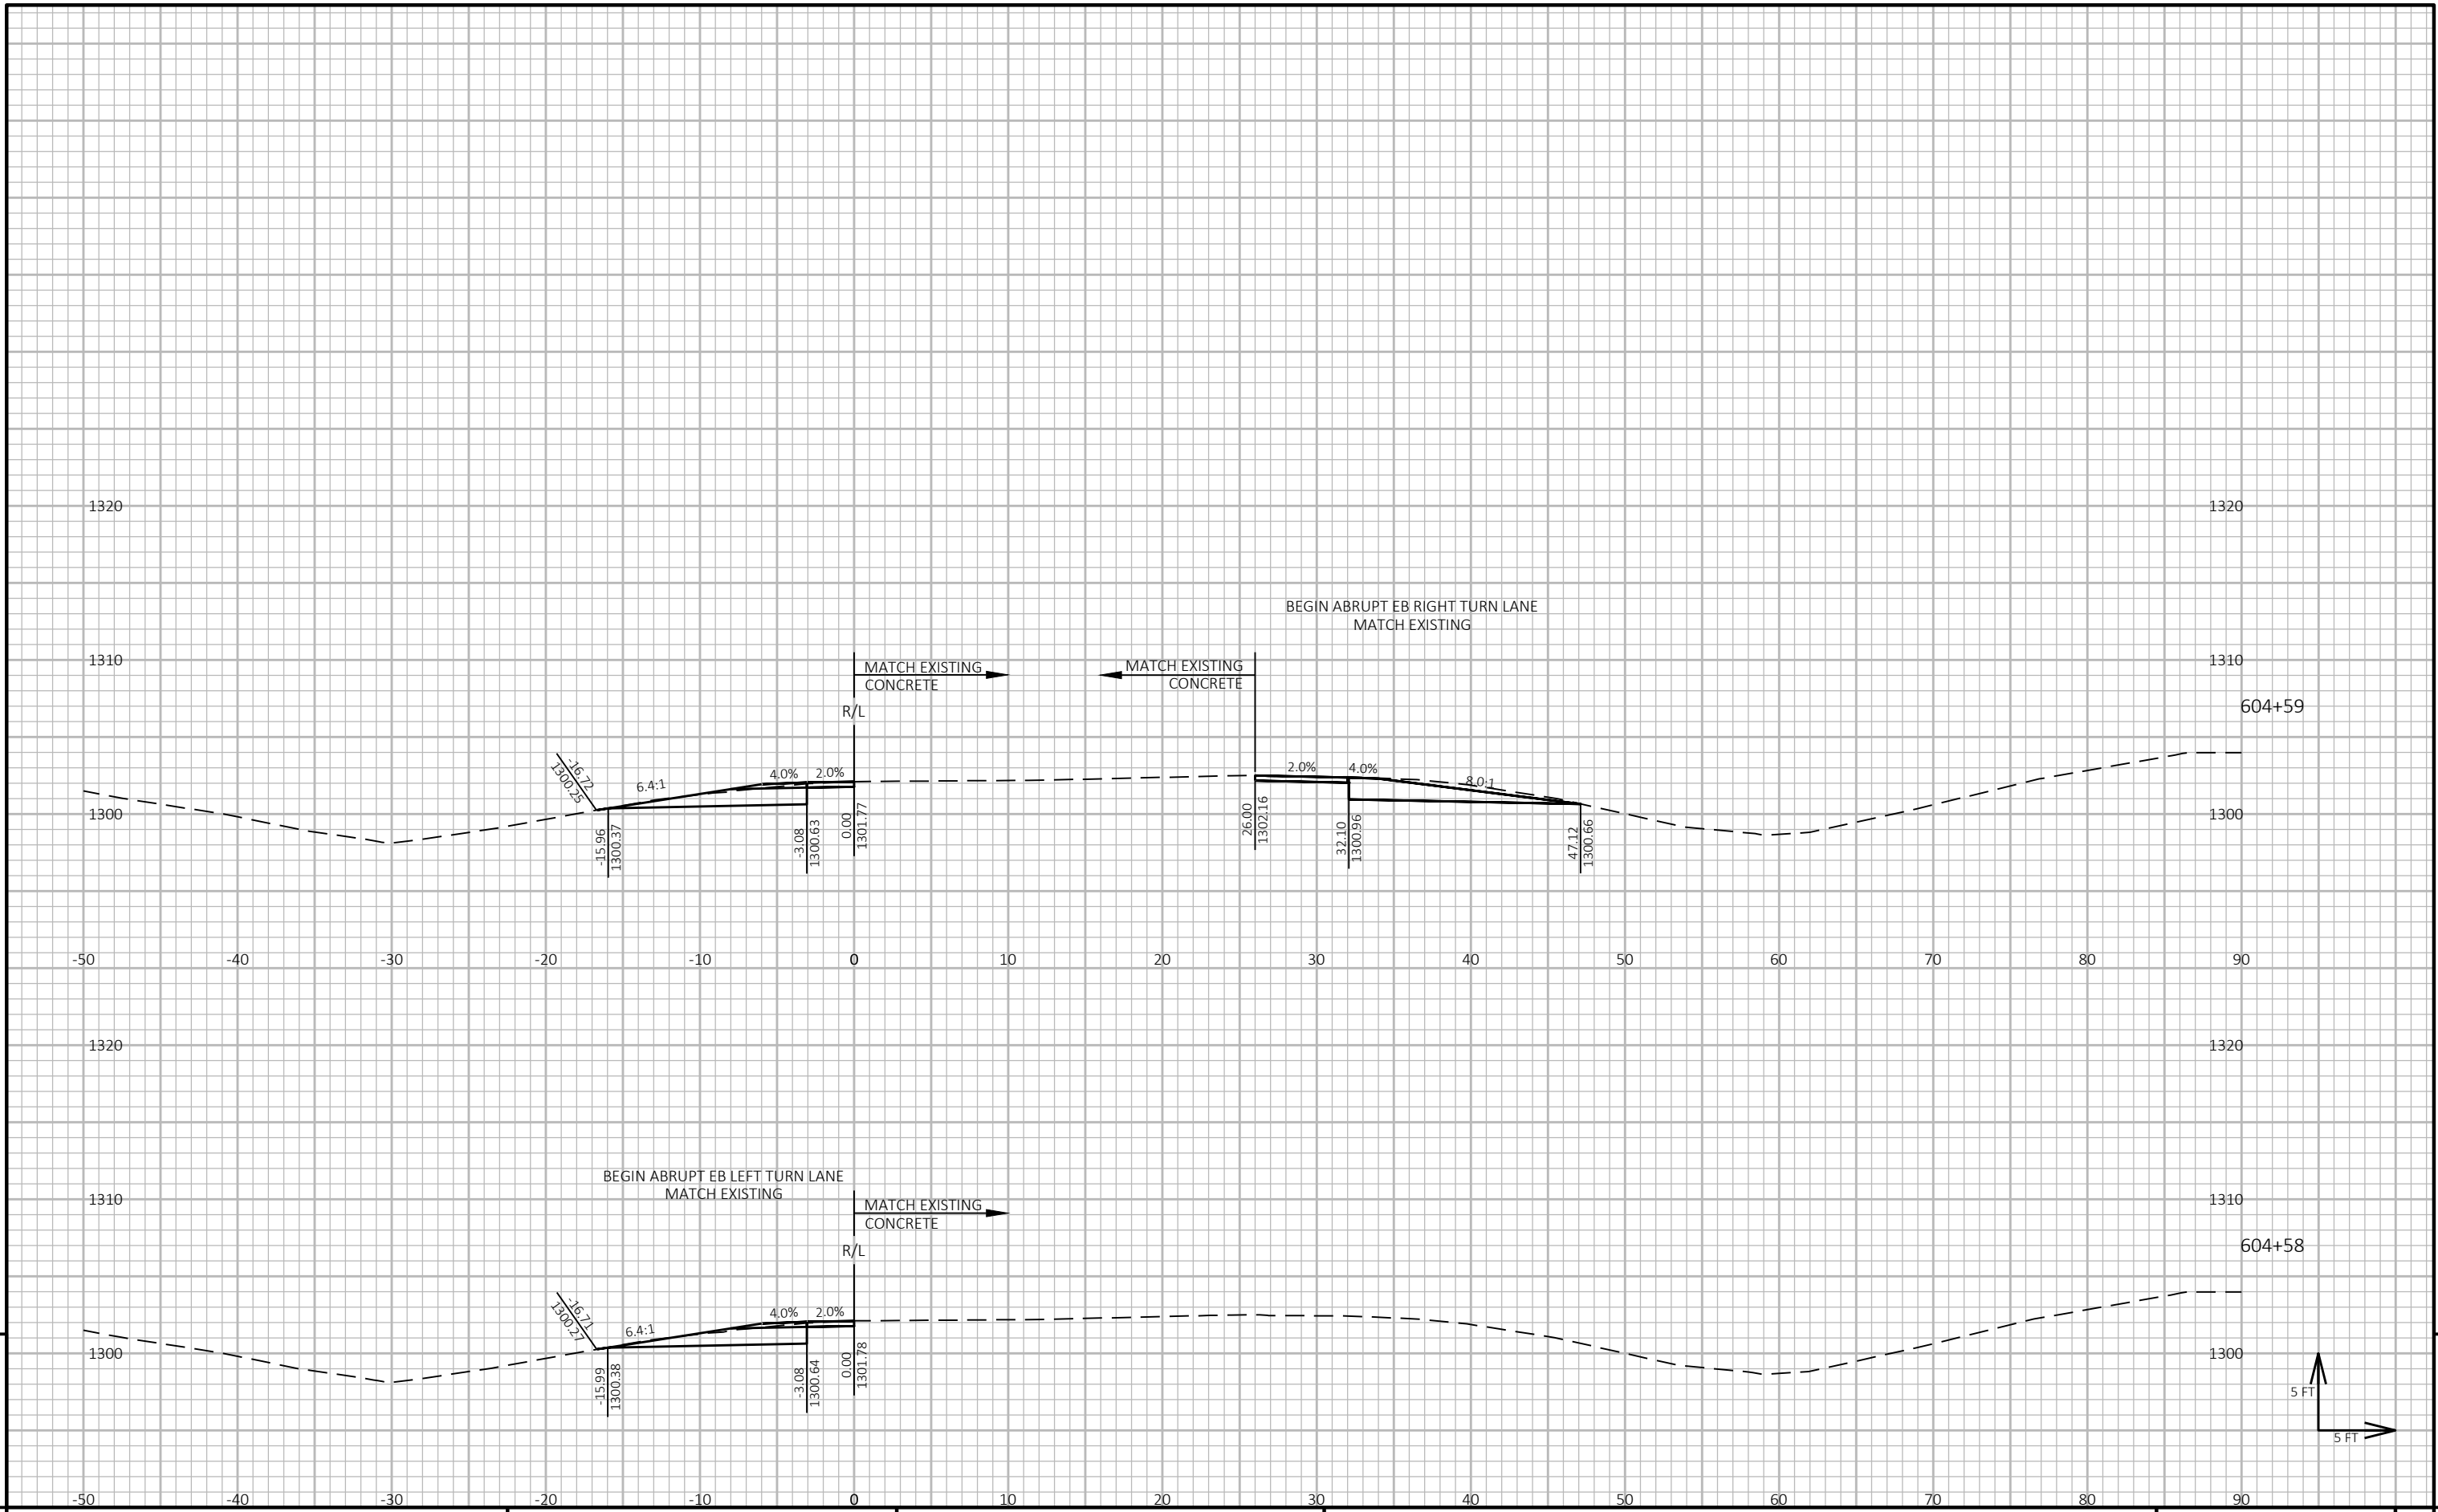 1320 1320
BEGIN ABRUPT EB RIGHT TURN LANE
MATCH EXISTING
1310 1310
MATCH EXISTING
CONCRETE
MATCH EXISTING
CONCRETE
R/L
604+59
-16.72
1300.25
6.4:1
4.0%
2.0%
2.0%
4.0%
8.0:1
1300 1300
-15.96
1300.37
-3.08
1300.63
0.00
1301.77
26.00
1302.16
32.10
1300.96
47.12
1300.66
-50 -40 -30 -20 -10 0 10 20 30 40 50 60 70 80 90
1320 1320
BEGIN ABRUPT EB LEFT TURN LANE
MATCH EXISTING
1310 1310
MATCH EXISTING
CONCRETE
R/L
604+58
-16.71
1300.27
6.4:1
4.0%
2.0%
1300 1300
-15.99
1300.38
-3.08
1300.64
0.00
1301.78
5 FT
5 FT
-50 -40 -30 -20 -10 0 10 20 30 40 50 60 70 80 90